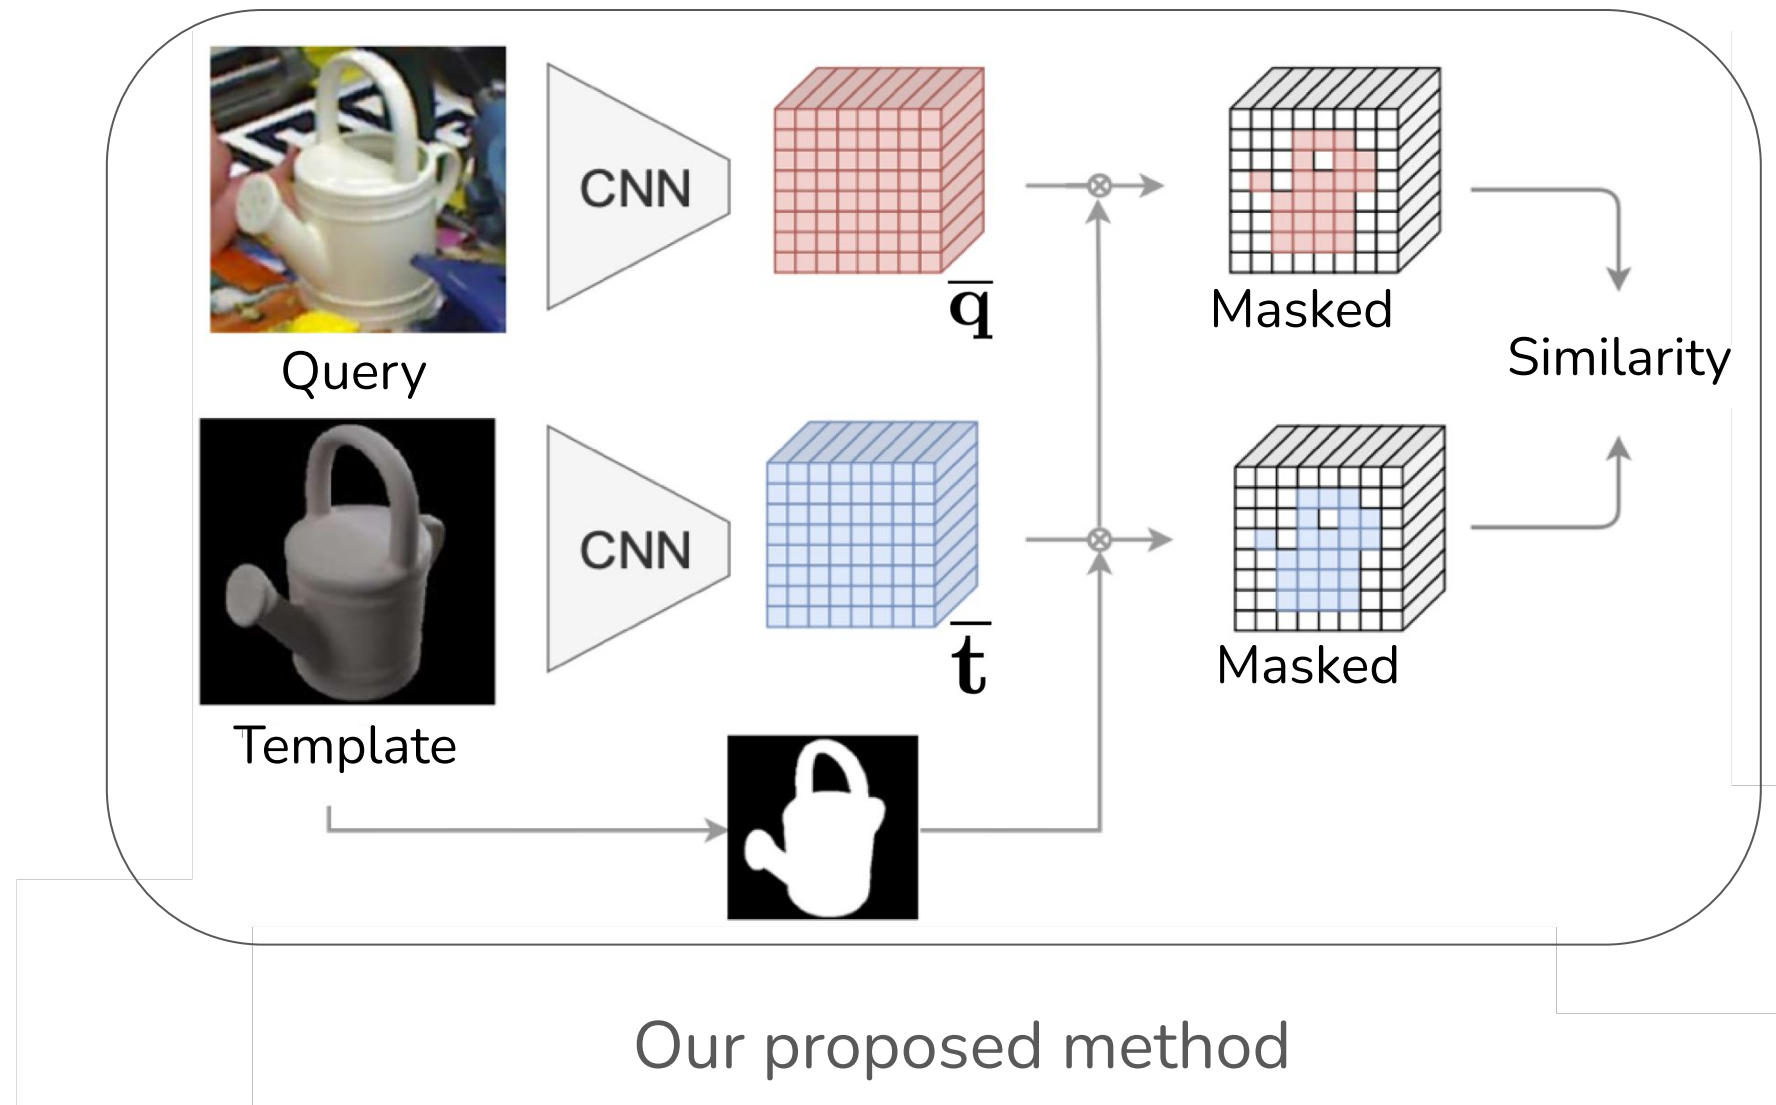 CNN
q̅
Masked
Query
Similarity
CNN
t̅
Masked
Template
Our proposed method